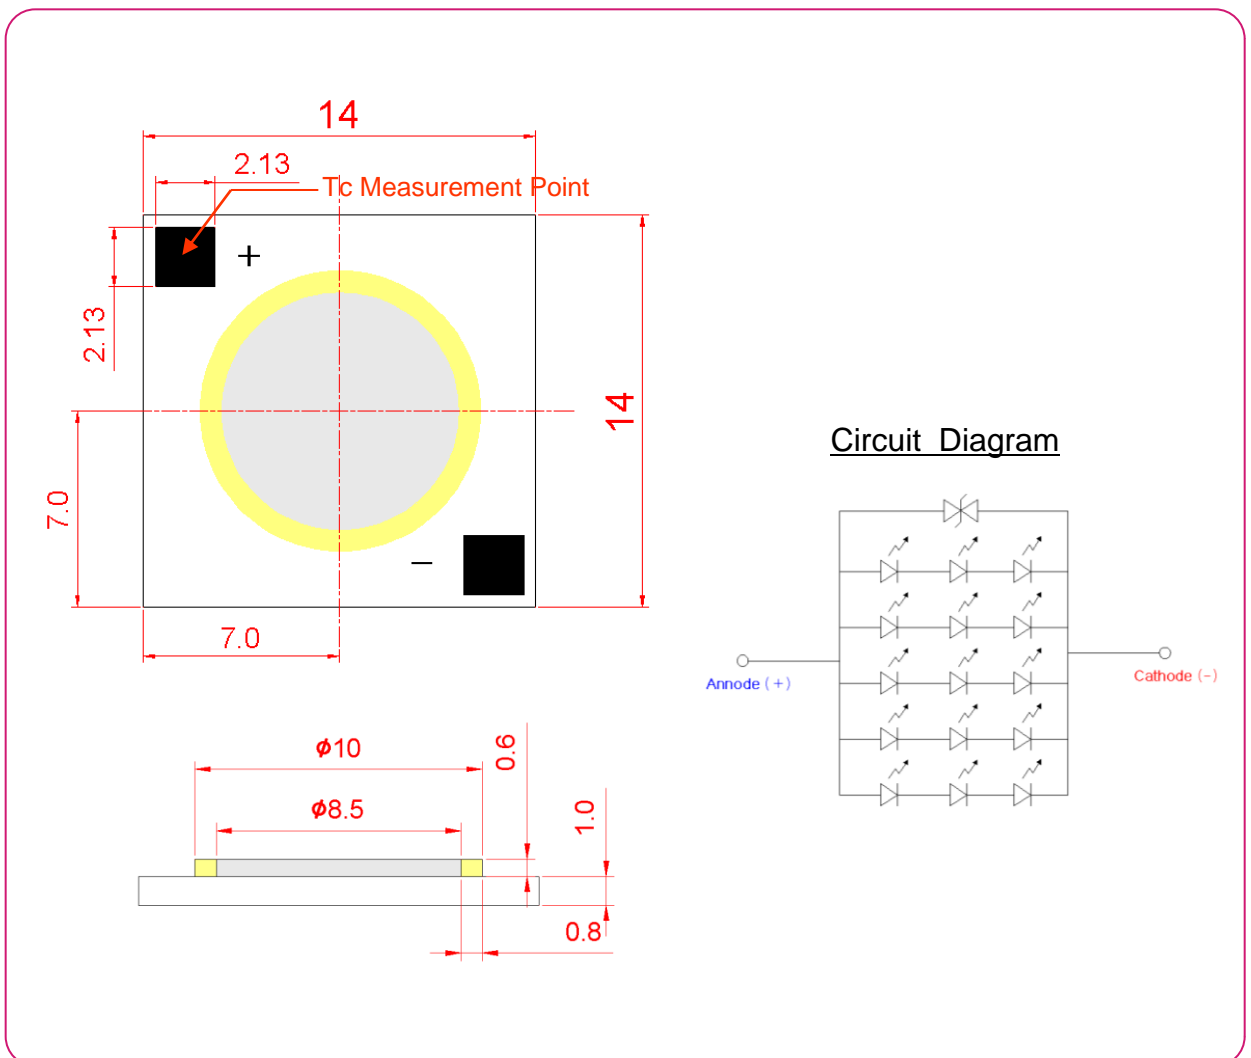 14
2.13
Tc Measurement Point
+
2.13
14
7.0
−
7.0
Circuit Diagram
Annode (+)
Cathode (-)
ϕ10
0.6
ϕ8.5
1.0
0.8